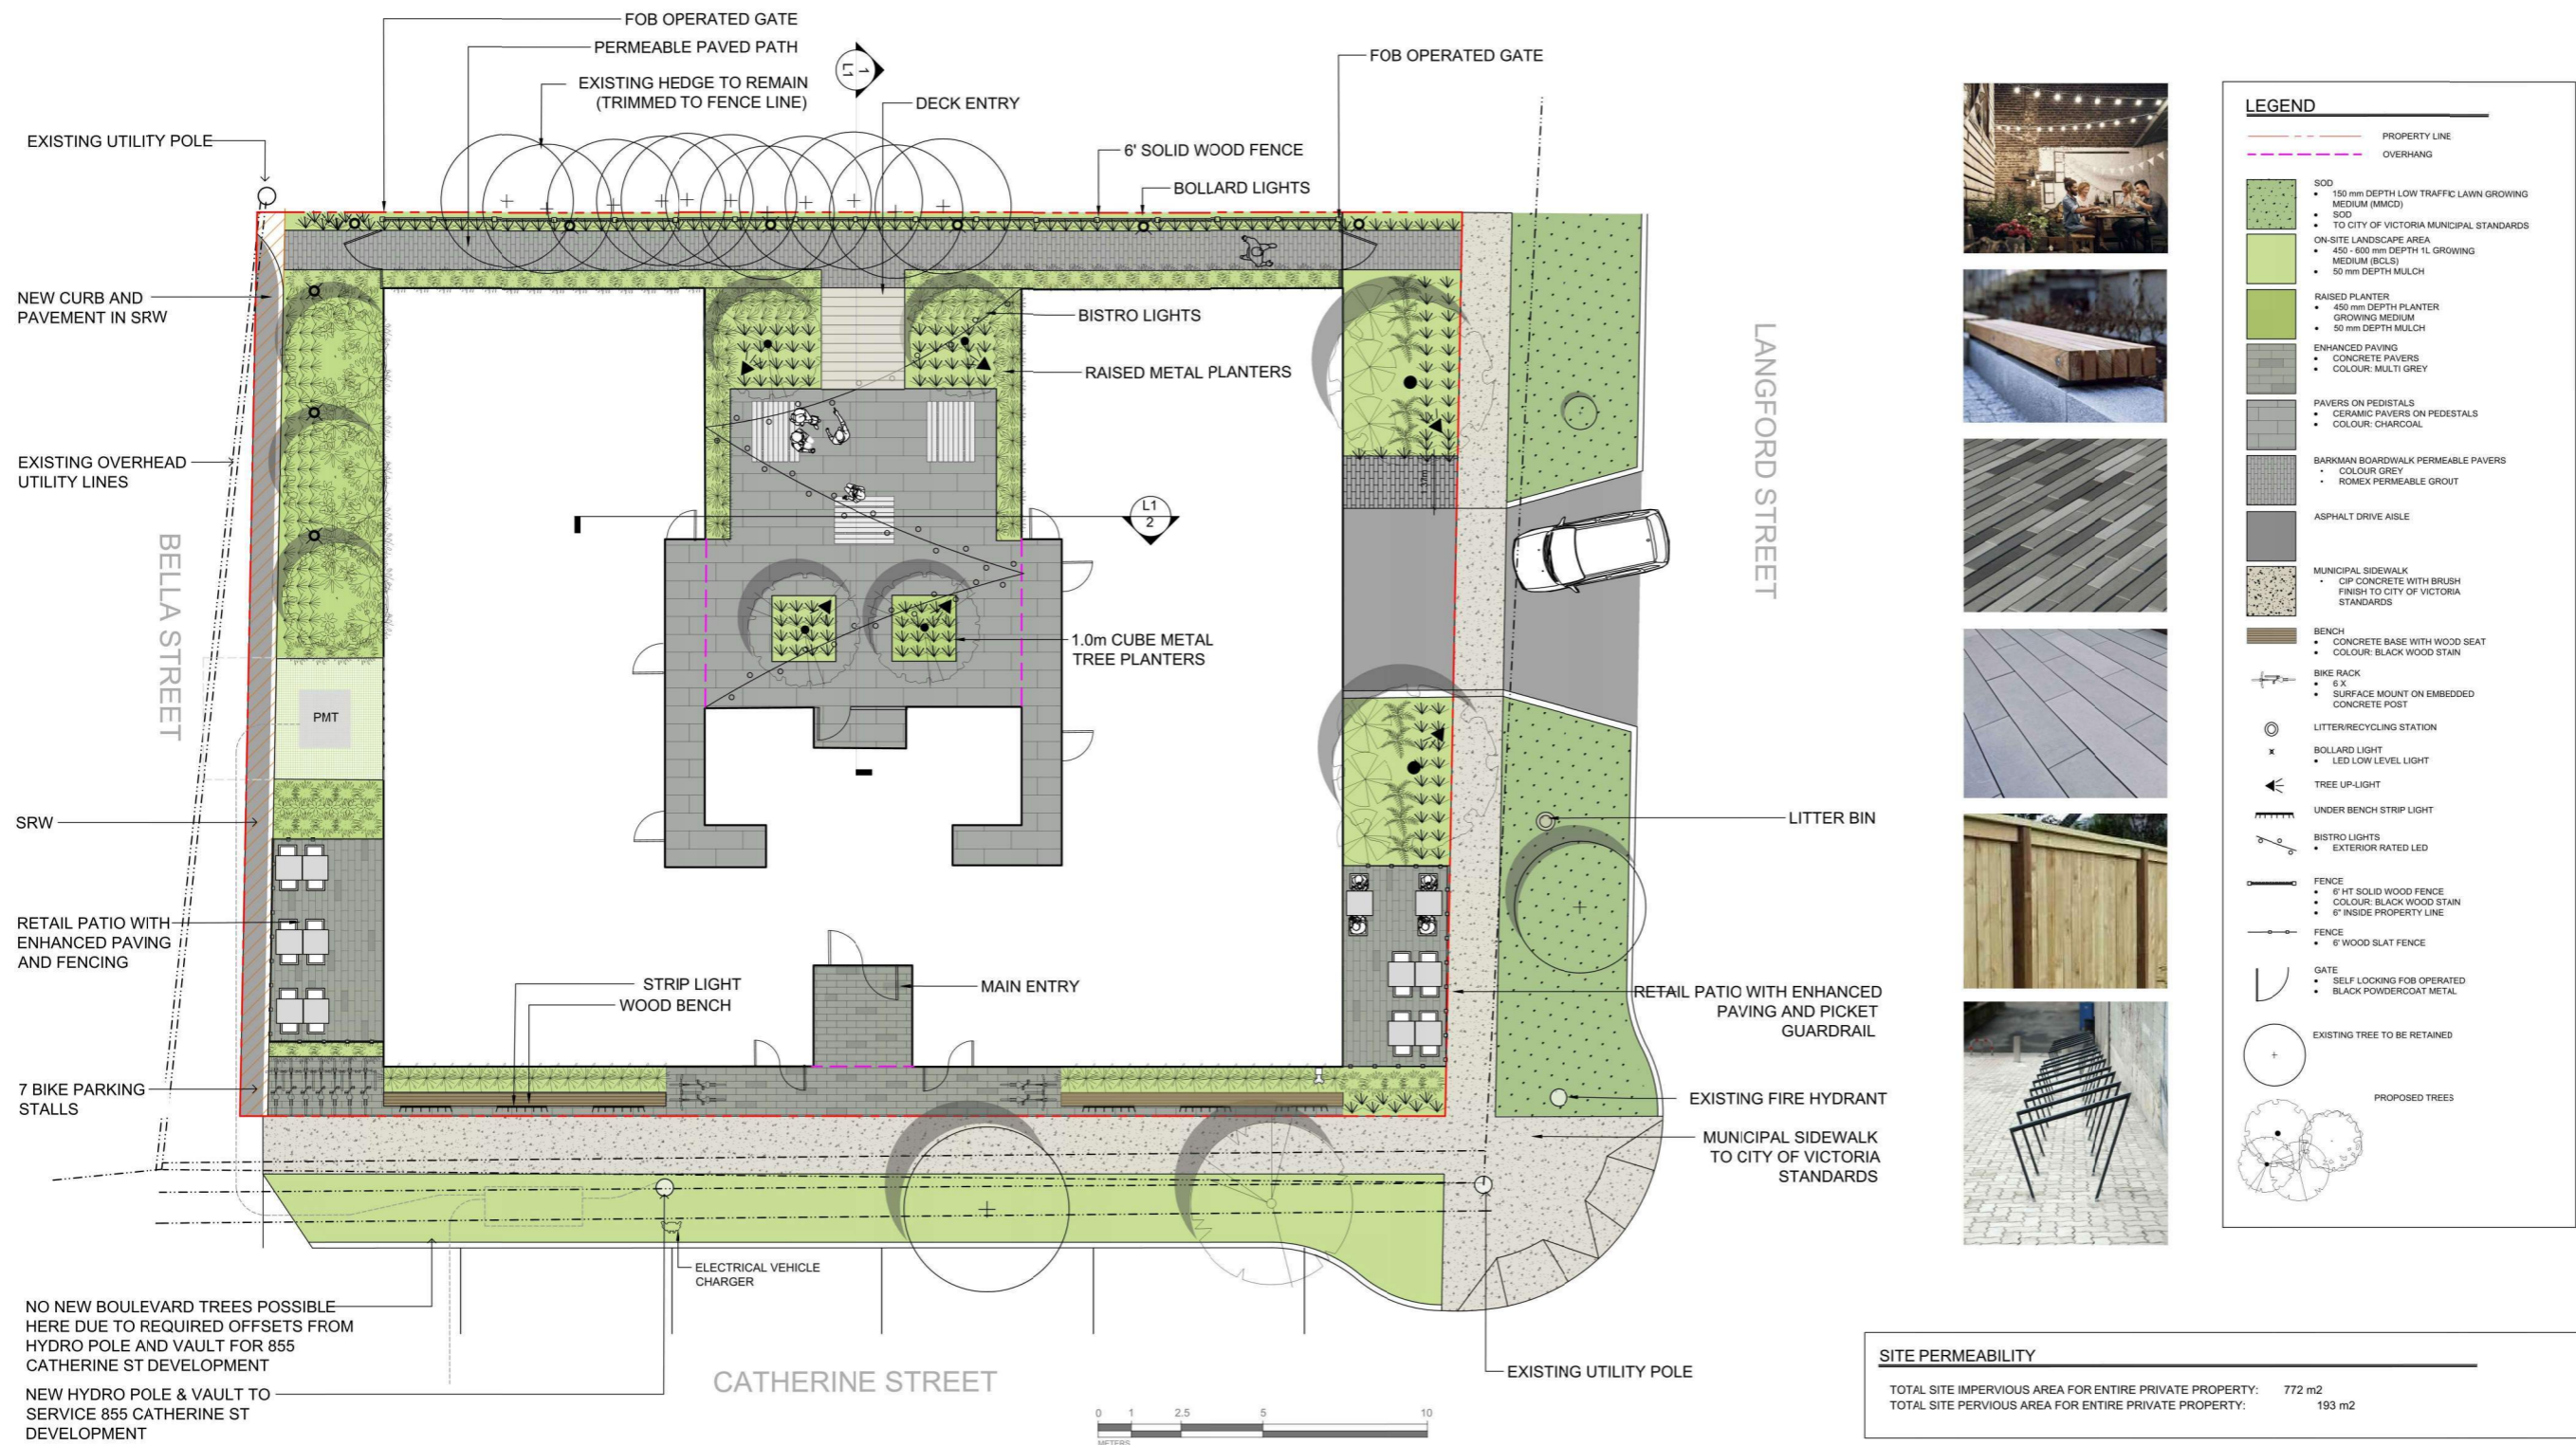 FOB OPERATED GATE
PERMEABLE PAVED PATH
EXISTING HEDGE TO REMAIN
(TRIMMED TO FENCE LINE)
1
L1
DECK ENTRY
FOB OPERATED GATE
6' SOLID WOOD FENCE
BOLLARD LIGHTS
EXISTING UTILITY POLE
NEW CURB AND
PAVEMENT IN SRW
EXISTING OVERHEAD
UTILITY LINES
BELLA STREET
SRW
RETAIL PATIO WITH
ENHANCED PAVING
AND FENCING
7 BIKE PARKING
STALLS
NO NEW BOULEVARD TREES POSSIBLE
HERE DUE TO REQUIRED OFFSETS FROM
HYDRO POLE AND VAULT FOR 855
CATHERINE ST DEVELOPMENT
NEW HYDRO POLE & VAULT TO
SERVICE 855 CATHERINE ST
DEVELOPMENT
PMT
BISTRO LIGHTS
RAISED METAL PLANTERS
L1
2
1.0m CUBE METAL
TREE PLANTERS
STRIP LIGHT
WOOD BENCH
MAIN ENTRY
ELECTRICAL VEHICLE
CHARGER
CATHERINE STREET
1.37m
LANGFORD STREET
LITTER BIN
RETAIL PATIO WITH ENHANCED
PAVING AND PICKET
GUARDRAIL
EXISTING FIRE HYDRANT
MUNICIPAL SIDEWALK
TO CITY OF VICTORIA
STANDARDS
EXISTING UTILITY POLE
0 1 2.5 5 10
METERS
LEGEND
PROPERTY LINE
OVERHANG
SOD
• 150 mm DEPTH LOW TRAFFIC LAWN GROWING
MEDIUM (MMCD)
• SOD
• TO CITY OF VICTORIA MUNICIPAL STANDARDS
ON-SITE LANDSCAPE AREA
• 450 - 600 mm DEPTH 1L GROWING
MEDIUM (BCLS)
• 50 mm DEPTH MULCH
RAISED PLANTER
• 450 mm DEPTH PLANTER
GROWING MEDIUM
• 50 mm DEPTH MULCH
ENHANCED PAVING
• CONCRETE PAVERS
• COLOUR: MULTI GREY
PAVERS ON PEDISTALS
• CERAMIC PAVERS ON PEDESTALS
• COLOUR: CHARCOAL
BARKMAN BOARDWALK PERMEABLE PAVERS
• COLOUR GREY
• ROMEX PERMEABLE GROUT
ASPHALT DRIVE AISLE
MUNICIPAL SIDEWALK
• CIP CONCRETE WITH BRUSH
FINISH TO CITY OF VICTORIA
STANDARDS
BENCH
• CONCRETE BASE WITH WOOD SEAT
• COLOUR: BLACK WOOD STAIN
BIKE RACK
• 6 X
• SURFACE MOUNT ON EMBEDDED
CONCRETE POST
LITTER/RECYCLING STATION
BOLLARD LIGHT
• LED LOW LEVEL LIGHT
TREE UP-LIGHT
UNDER BENCH STRIP LIGHT
BISTRO LIGHTS
• EXTERIOR RATED LED
FENCE
• 6' HT SOLID WOOD FENCE
• COLOUR: BLACK WOOD STAIN
• 6" INSIDE PROPERTY LINE
FENCE
• 6' WOOD SLAT FENCE
GATE
• SELF LOCKING FOB OPERATED
• BLACK POWDERCOAT METAL
EXISTING TREE TO BE RETAINED
PROPOSED TREES
SITE PERMEABILITY
TOTAL SITE IMPERVIOUS AREA FOR ENTIRE PRIVATE PROPERTY: 772 m2
TOTAL SITE PERVIOUS AREA FOR ENTIRE PRIVATE PROPERTY: 193 m2